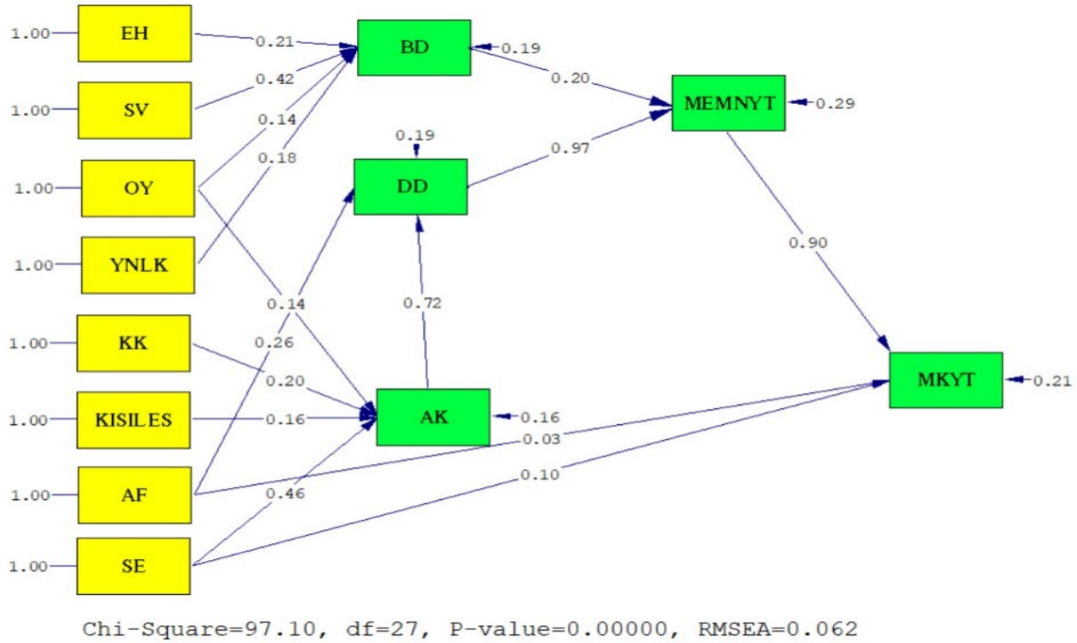 1.00 EH 0.21 BD 0.19
1.00 SV 0.42 0.20 MEMNYT 0.29
0.14
0.19 0.97
1.00 OY 0.18 DD
1.00 YNLK 0.90
0.14 0.72
1.00 KK 0.26
0.20 MKYT 0.21
1.00 KISILES 0.16 AK 0.16
0.03
1.00 AF 0.46 0.10
1.00 SE
Chi-Square=97.10, df=27, P-value=0.00000, RMSEA=0.062